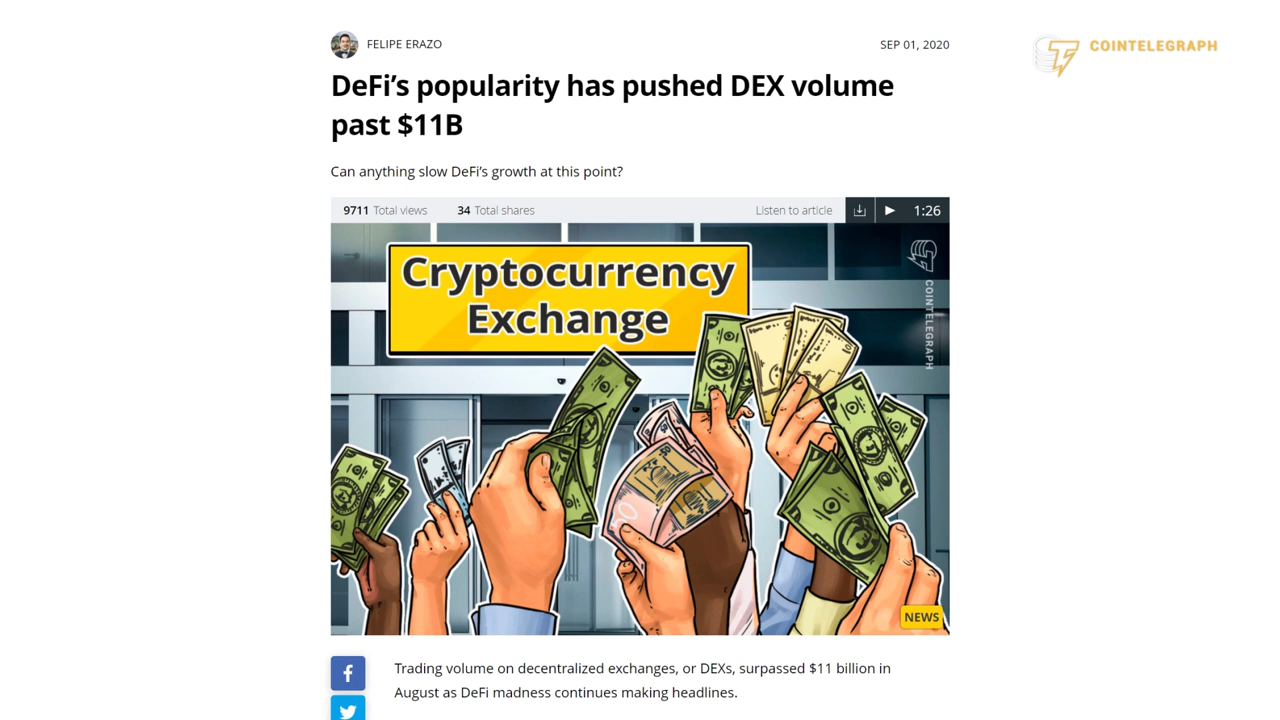 FELIPE ERAZO
SEP 01, 2020
COINTELEGRAPH
DeFi’s popularity has pushed DEX volume
past $11B
Can anything slow DeFi’s growth at this point?
9711 Total views
34 Total shares
Listen to article
1:26
Cryptocurrency
Exchange
COINTELEGRAPH
NEWS
Trading volume on decentralized exchanges, or DEXs, surpassed $11 billion in
August as DeFi madness continues making headlines.